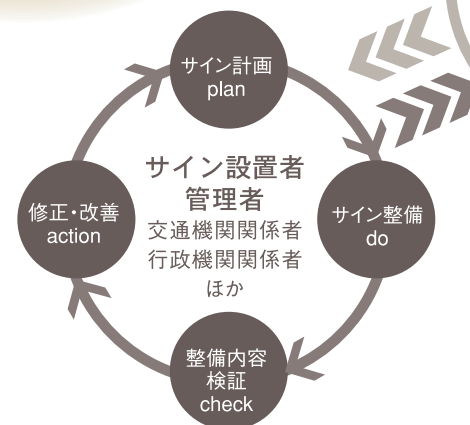 サイン計画
plan
サイン設置者
管理者
交通機関関係者
行政機関関係者
ほか
修正・改善
action
サイン整備
do
整備内容
検証
check